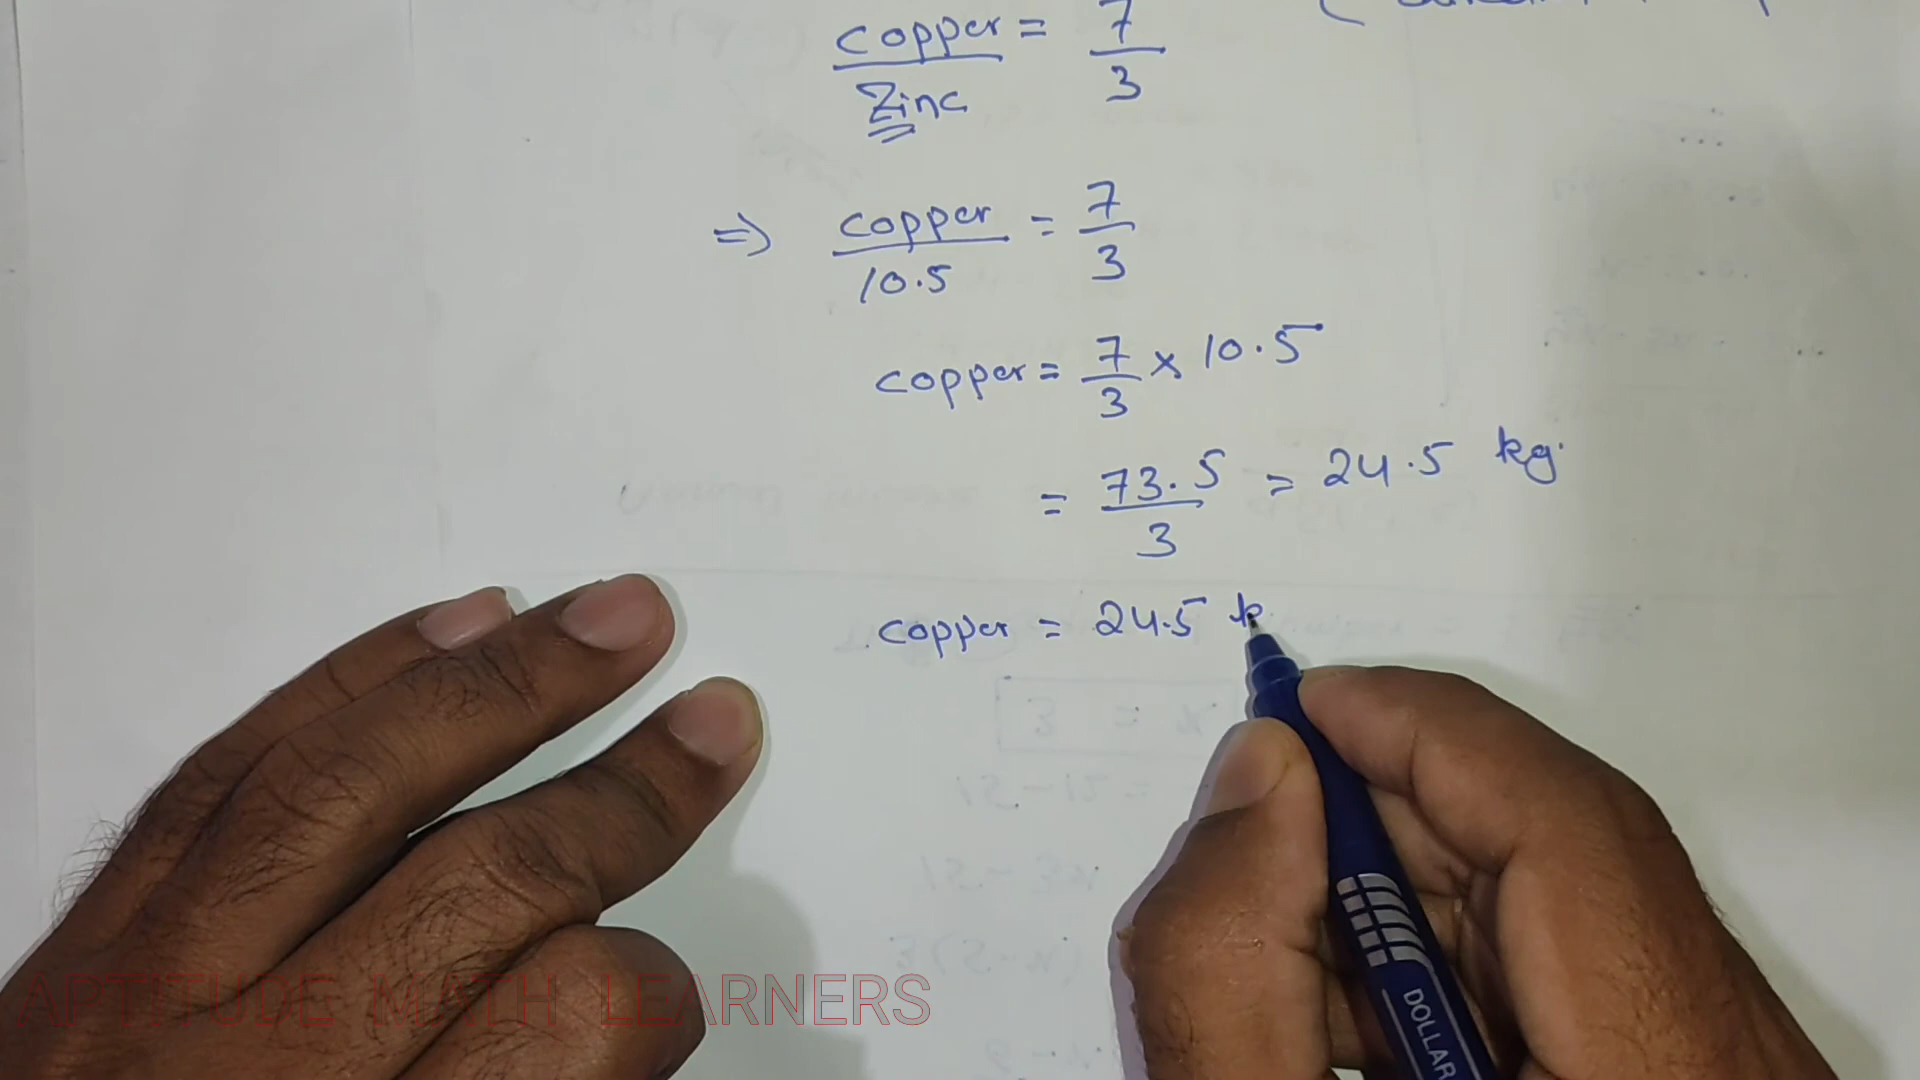 copper = 7
Zinc 3
=> copper = 7
10.5 3
copper = 7 × 10.5
3
= 73.5 = 24.5 kg.
3
copper = 24.5 k
APTITUDE MATH LEARNERS
DOLLAR